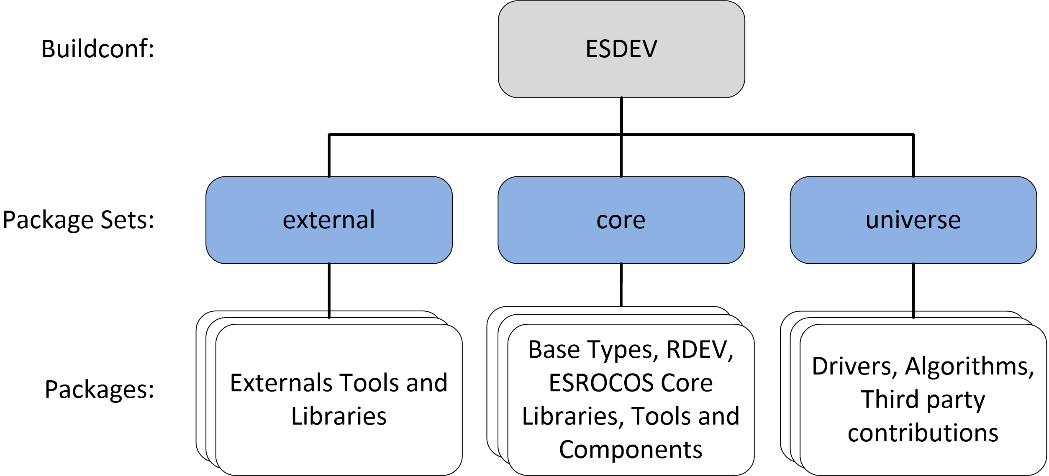 Buildconf:
ESDEV
Package Sets:
external
core
universe
Packages:
Externals Tools and
Libraries
Base Types, RDEV,
ESROCOS Core
Libraries, Tools and
Components
Drivers, Algorithms,
Third party
contributions